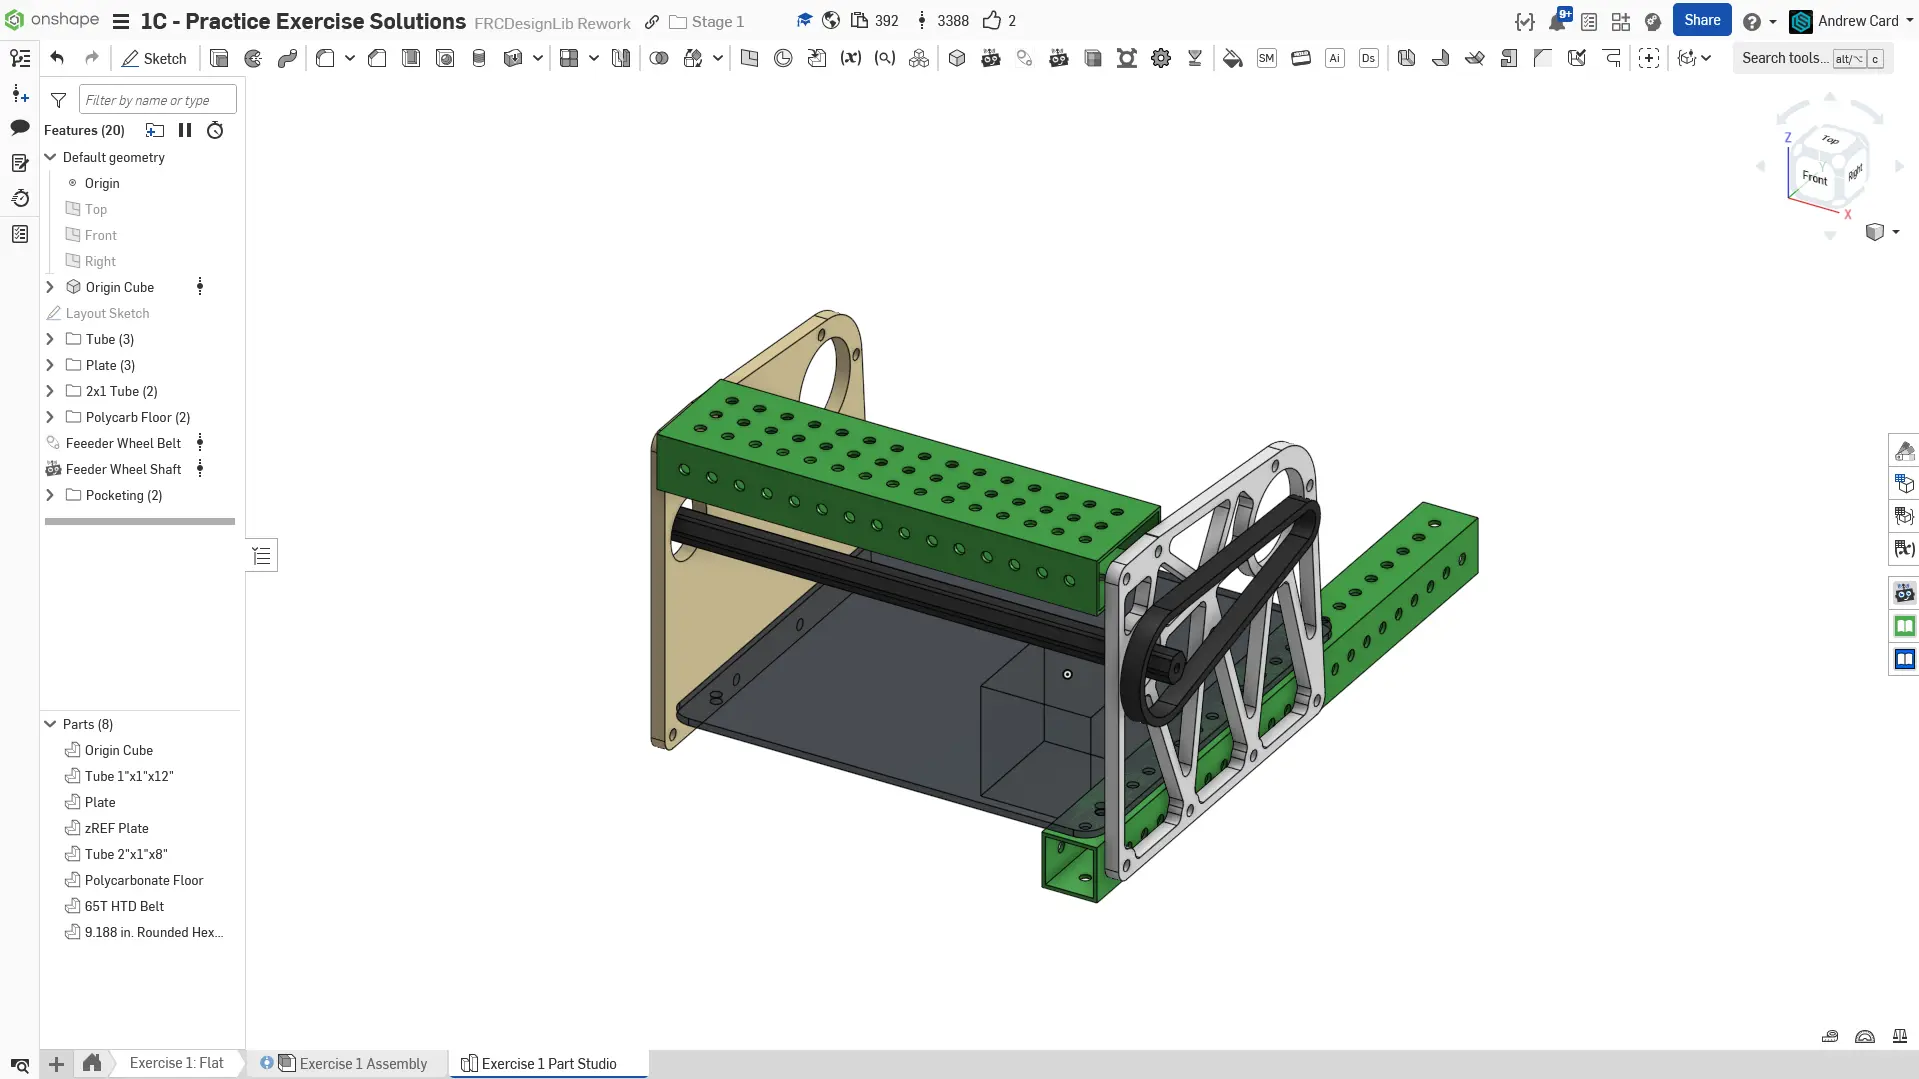 onshape
1C - Practice Exercise Solutions
FRCDesignLib Rework
Stage 1
392
3388
2
9+
Share
Andrew Card
Sketch
SM
Ai
Ds
Search tools... alt/⌥ c
Filter by name or type
Features (20)
Default geometry
Origin
Top
Front
Right
Origin Cube
Layout Sketch
Tube (3)
Plate (3)
2x1 Tube (2)
Polycarb Floor (2)
Feeeder Wheel Belt
Feeder Wheel Shaft
Pocketing (2)
Parts (8)
Origin Cube
Tube 1"x1"x12"
Plate
zREF Plate
Tube 2"x1"x8"
Polycarbonate Floor
65T HTD Belt
9.188 in. Rounded Hex...
Z
Top
Y
Front
Right
X
Exercise 1: Flat
Exercise 1 Assembly
Exercise 1 Part Studio